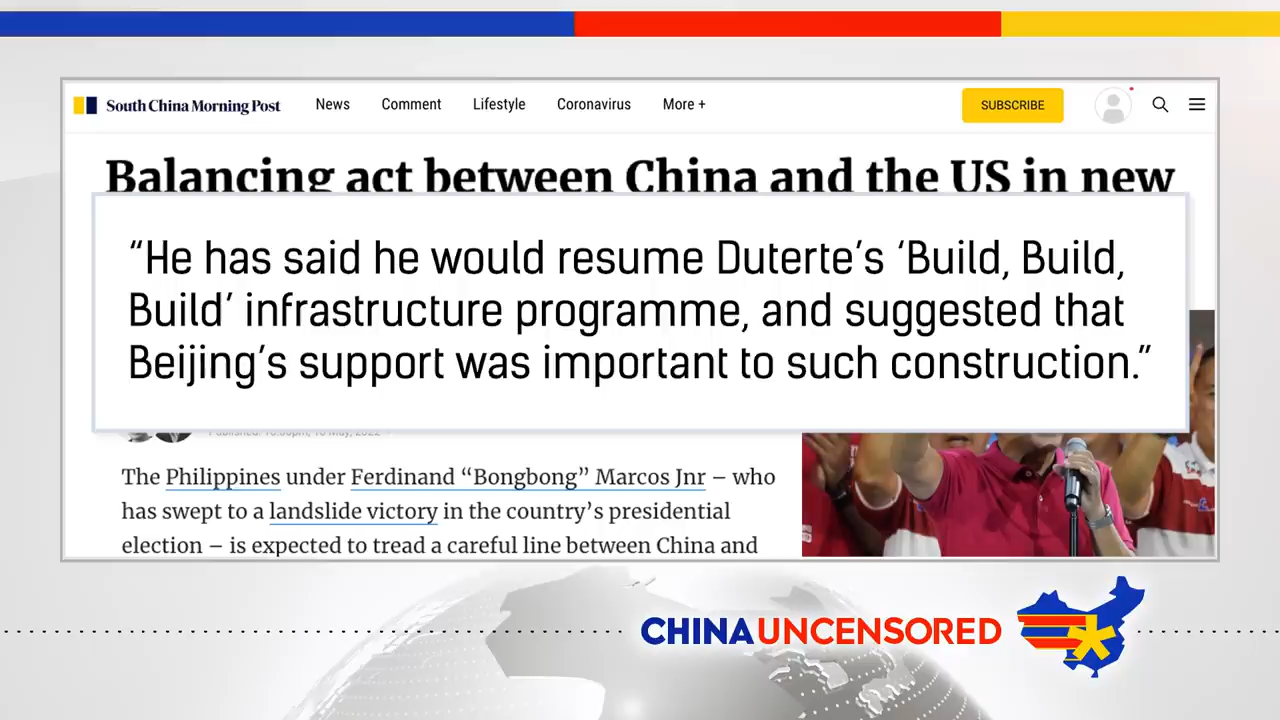 South China Morning Post News Comment Lifestyle Coronavirus More + SUBSCRIBE
Balancing act between China and the US in new
“He has said he would resume Duterte’s ‘Build, Build,
Build’ infrastructure programme, and suggested that
Beijing’s support was important to such construction.”
The Philippines under Ferdinand “Bongbong” Marcos Jnr – who
has swept to a landslide victory in the country’s presidential
election – is expected to tread a careful line between China and
CHINA UNCENSORED